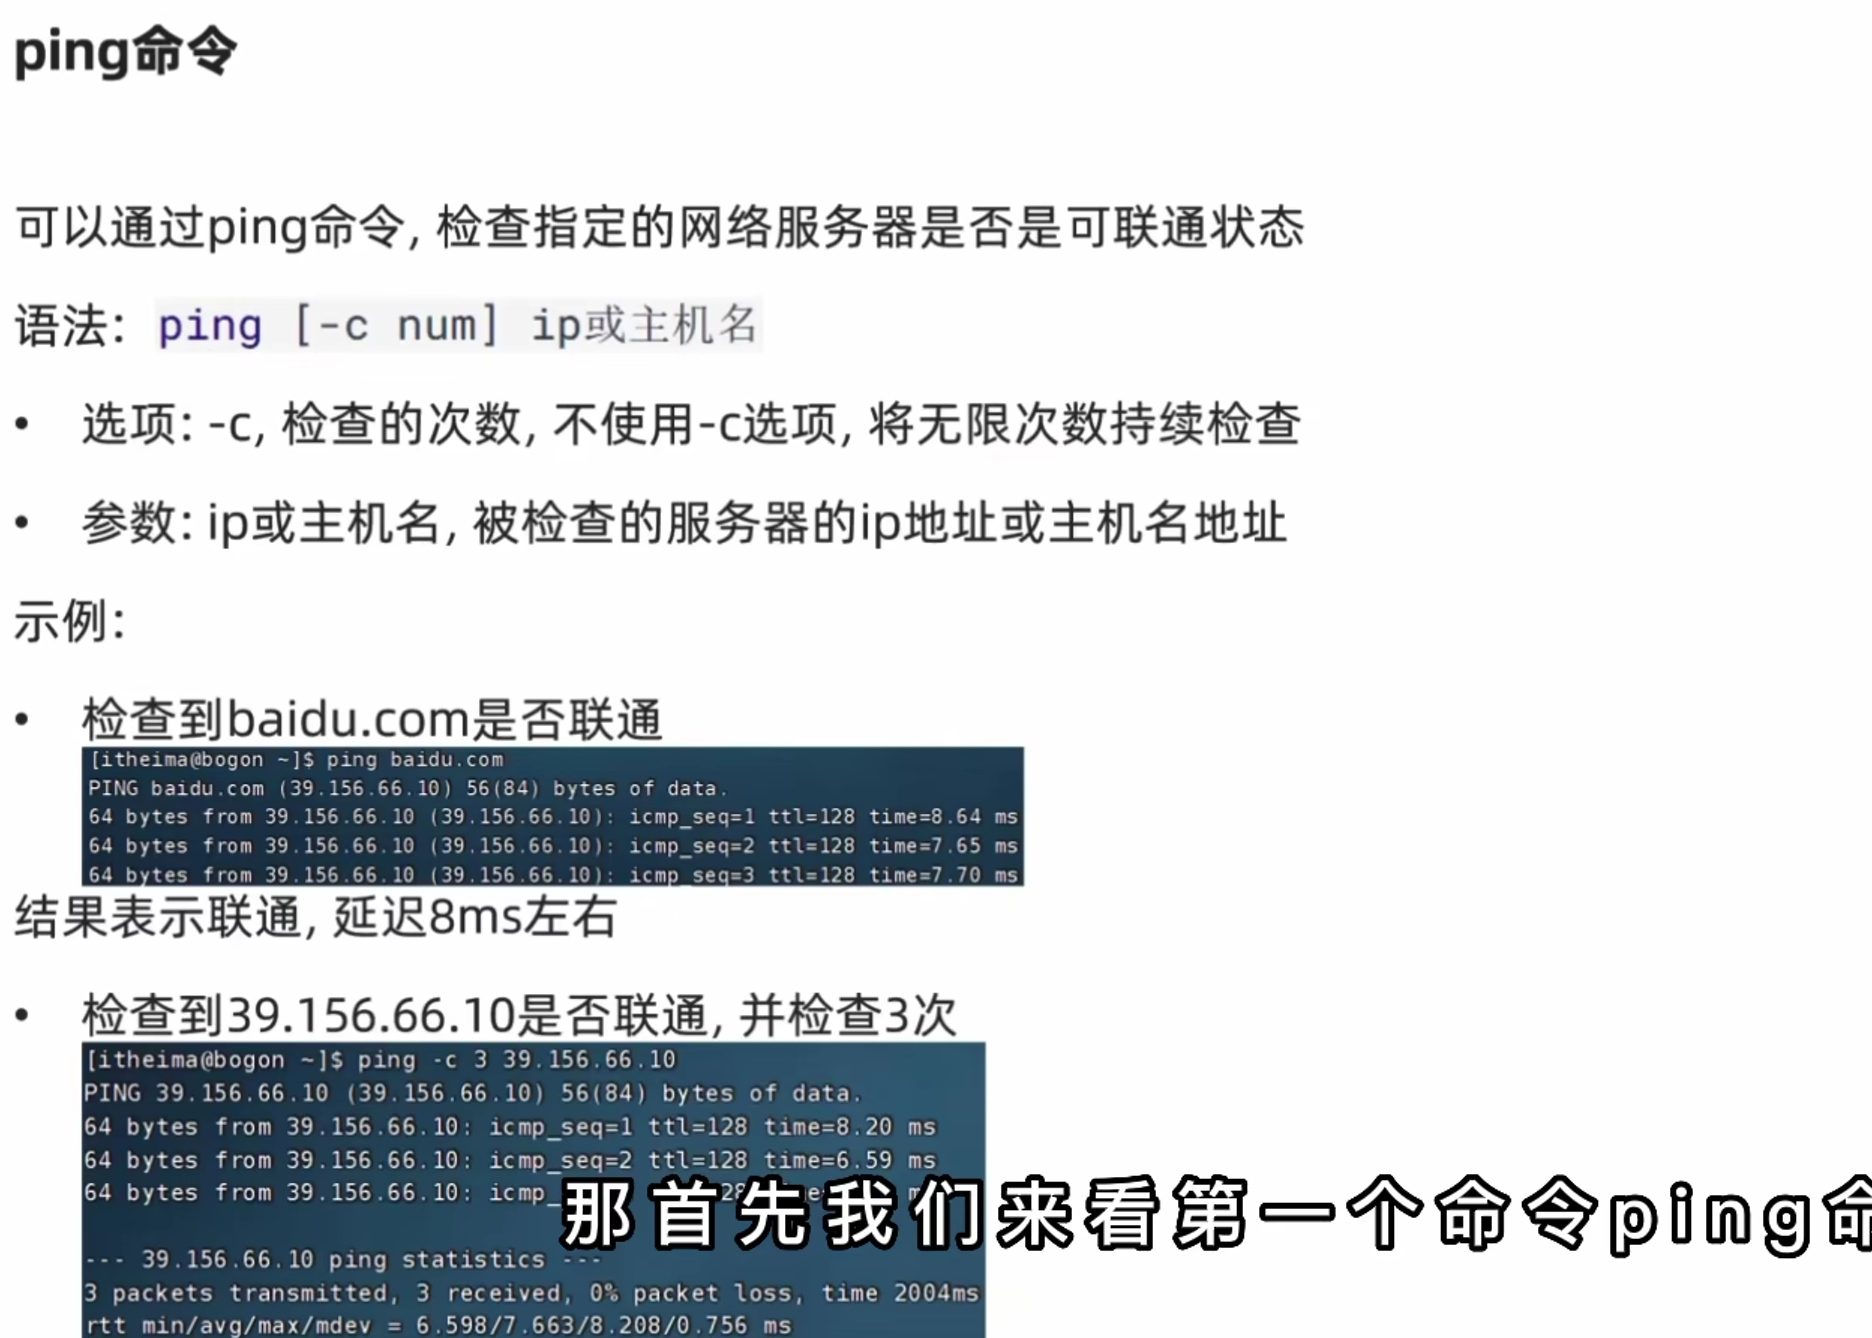 ping命令
可以通过ping命令, 检查指定的网络服务器是否是可联通状态
语法: ping [-c num] ip或主机名
• 选项: -c, 检查的次数, 不使用-c选项, 将无限次数持续检查
• 参数: ip或主机名, 被检查的服务器的ip地址或主机名地址
示例:
• 检查到baidu.com是否联通
[itheima@bogon ~]$ ping baidu.com
PING baidu.com (39.156.66.10) 56(84) bytes of data.
64 bytes from 39.156.66.10 (39.156.66.10): icmp_seq=1 ttl=128 time=8.64 ms
64 bytes from 39.156.66.10 (39.156.66.10): icmp_seq=2 ttl=128 time=7.65 ms
64 bytes from 39.156.66.10 (39.156.66.10): icmp_seq=3 ttl=128 time=7.70 ms
结果表示联通, 延迟8ms左右
• 检查到39.156.66.10是否联通, 并检查3次
[itheima@bogon ~]$ ping -c 3 39.156.66.10
PING 39.156.66.10 (39.156.66.10) 56(84) bytes of data.
64 bytes from 39.156.66.10: icmp_seq=1 ttl=128 time=8.20 ms
64 bytes from 39.156.66.10: icmp_seq=2 ttl=128 time=6.59 ms
64 bytes from 39.156.66.10: icmp_
那首先我们来看第一个命令ping命
--- 39.156.66.10 ping statistics ---
3 packets transmitted, 3 received, 0% packet loss, time 2004ms
rtt min/avg/max/mdev = 6.598/7.663/8.208/0.756 ms